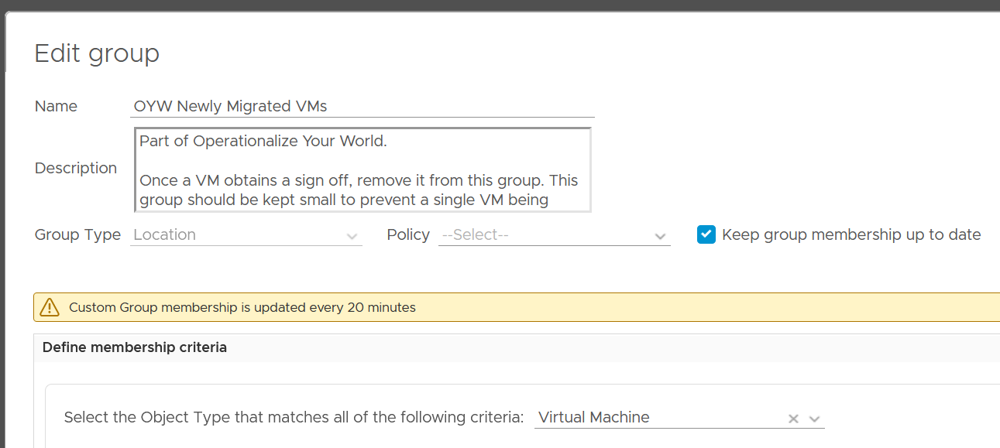 Edit group
Name OYW Newly Migrated VMs
Part of Operationalize Your World.
Description
Once a VM obtains a sign off, remove it from this group. This
group should be kept small to prevent a single VM being
Group Type Location Policy --Select-- Keep group membership up to date
Custom Group membership is updated every 20 minutes
Define membership criteria
Select the Object Type that matches all of the following criteria: Virtual Machine